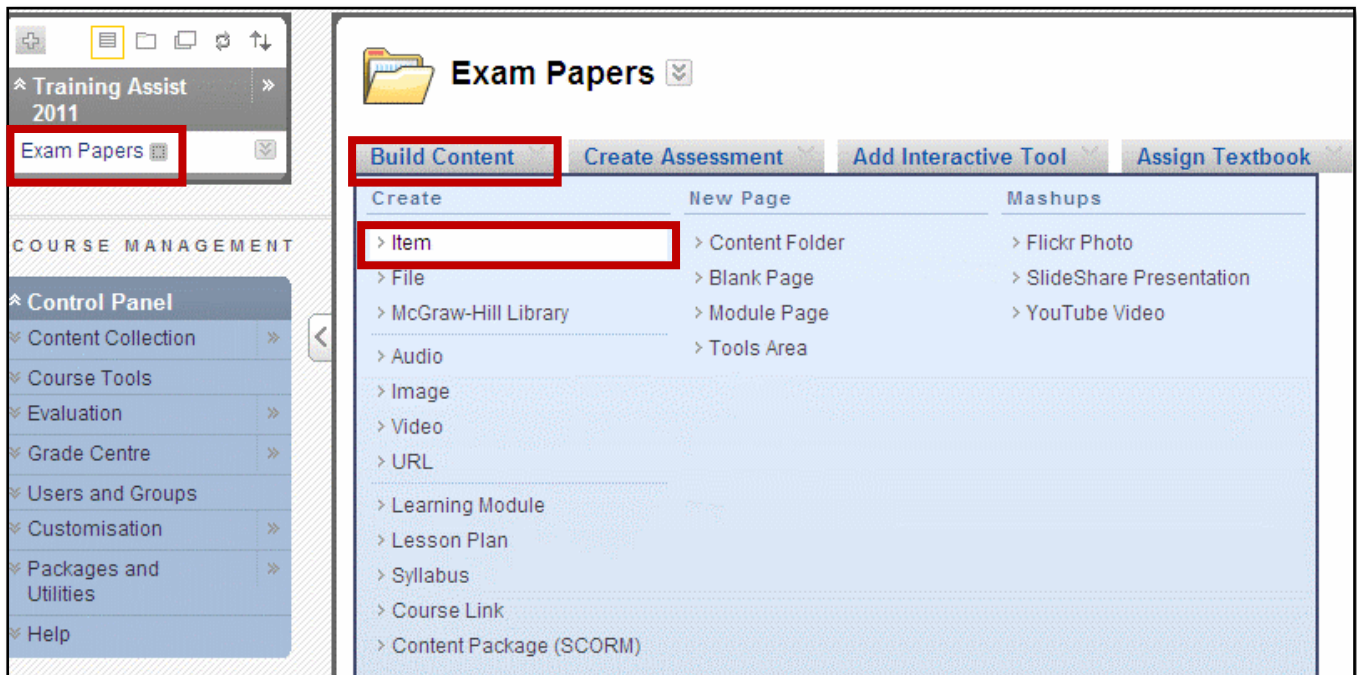 Training Assist
2011
Exam Papers
COURSE MANAGEMENT
Control Panel
Content Collection
Course Tools
Evaluation
Grade Centre
Users and Groups
Customisation
Packages and
Utilities
Help
Exam Papers
Build Content
Create Assessment
Add Interactive Tool
Assign Textbook
Create
Item
File
McGraw-Hill Library
Audio
Image
Video
URL
Learning Module
Lesson Plan
Syllabus
Course Link
Content Package (SCORM)
New Page
Content Folder
Blank Page
Module Page
Tools Area
Mashups
Flickr Photo
SlideShare Presentation
YouTube Video